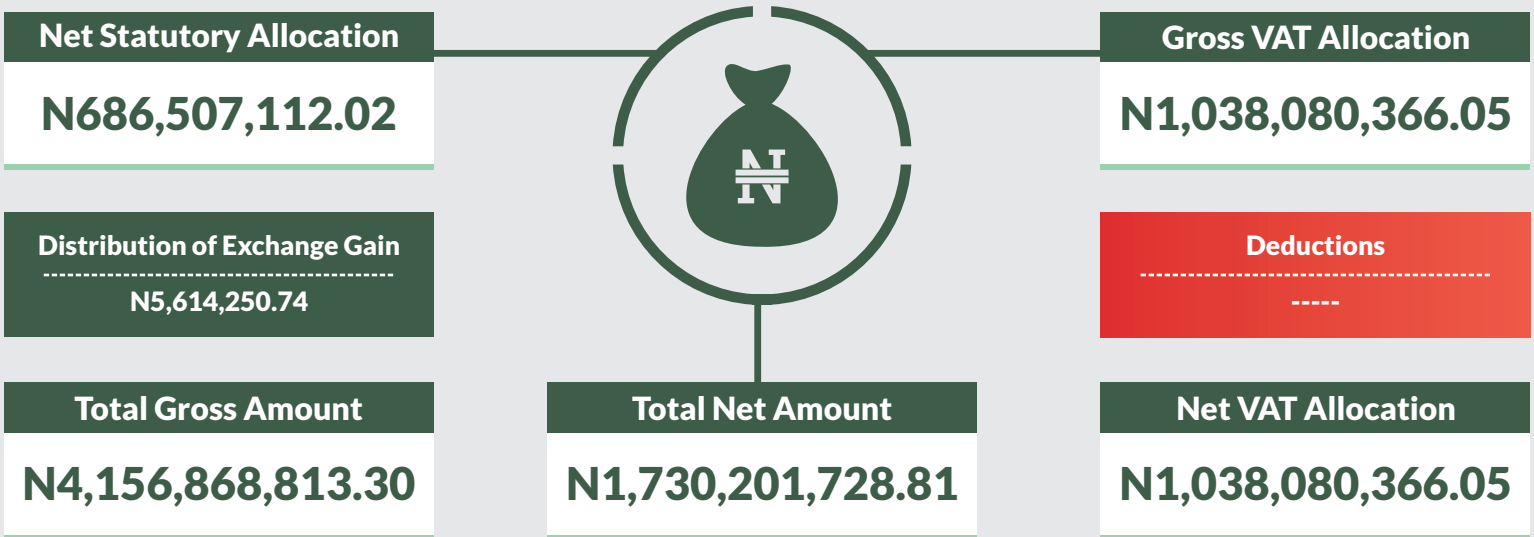 Net Statutory Allocation
N686,507,112.02
Gross VAT Allocation
N1,038,080,366.05
₦
Distribution of Exchange Gain
N5,614,250.74
Deductions
-----
Total Gross Amount
N4,156,868,813.30
Total Net Amount
N1,730,201,728.81
Net VAT Allocation
N1,038,080,366.05